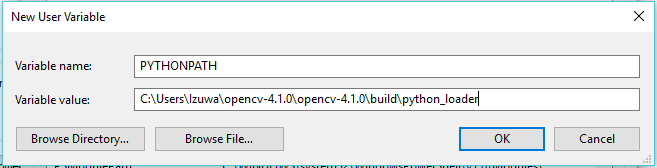 New User Variable
Variable name:
PYTHONPATH
Variable value:
C:\Users\Izuwa\opencv-4.1.0\opencv-4.1.0\build\python_loader
Browse Directory...
Browse File...
OK
Cancel